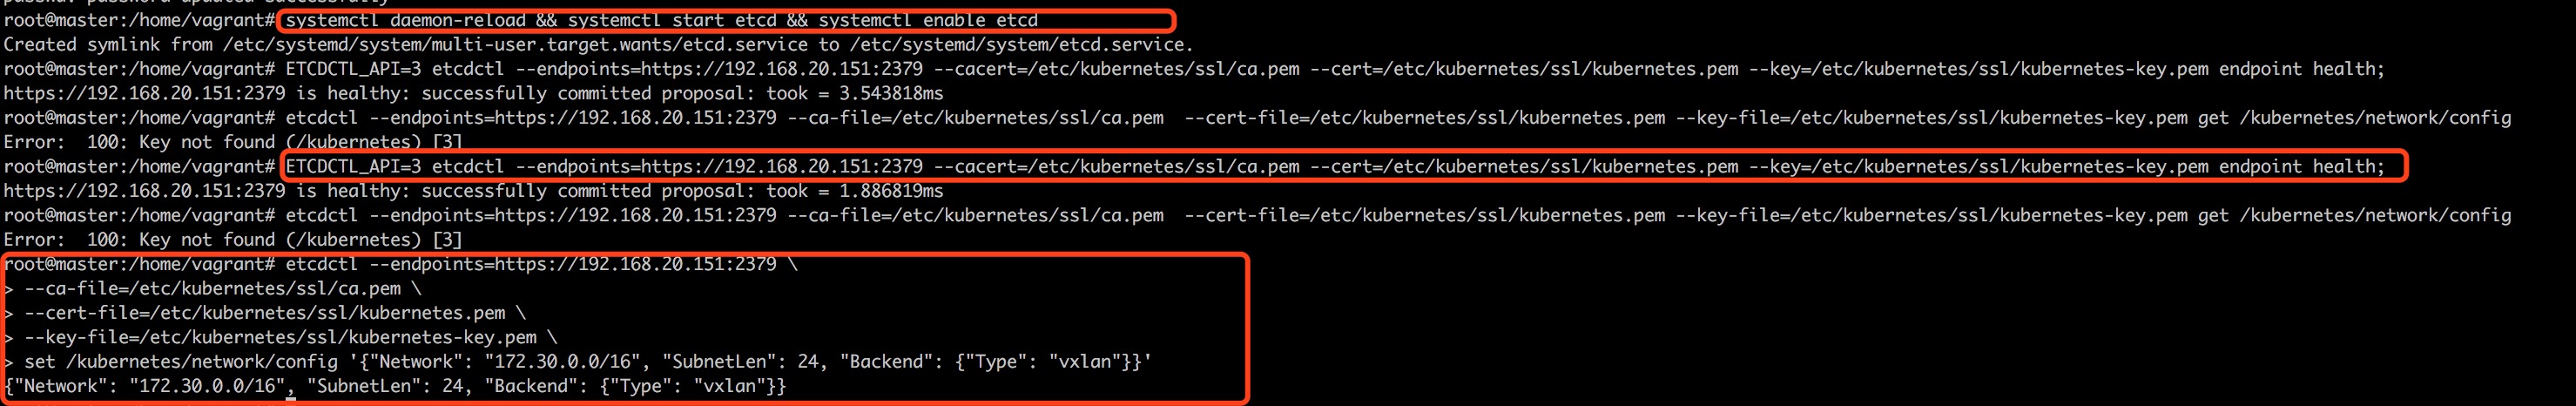 passwd: password updated successfully
root@master:/home/vagrant# systemctl daemon-reload && systemctl start etcd && systemctl enable etcd
Created symlink from /etc/systemd/system/multi-user.target.wants/etcd.service to /etc/systemd/system/etcd.service.
root@master:/home/vagrant# ETCDCTL_API=3 etcdctl --endpoints=https://192.168.20.151:2379 --cacert=/etc/kubernetes/ssl/ca.pem --cert=/etc/kubernetes/ssl/kubernetes.pem --key=/etc/kubernetes/ssl/kubernetes-key.pem endpoint health;
https://192.168.20.151:2379 is healthy: successfully committed proposal: took = 3.543818ms
root@master:/home/vagrant# etcdctl --endpoints=https://192.168.20.151:2379 --ca-file=/etc/kubernetes/ssl/ca.pem  --cert-file=/etc/kubernetes/ssl/kubernetes.pem --key-file=/etc/kubernetes/ssl/kubernetes-key.pem get /kubernetes/network/config
Error:  100: Key not found (/kubernetes) [3]
root@master:/home/vagrant# ETCDCTL_API=3 etcdctl --endpoints=https://192.168.20.151:2379 --cacert=/etc/kubernetes/ssl/ca.pem --cert=/etc/kubernetes/ssl/kubernetes.pem --key=/etc/kubernetes/ssl/kubernetes-key.pem endpoint health;
https://192.168.20.151:2379 is healthy: successfully committed proposal: took = 1.886819ms
root@master:/home/vagrant# etcdctl --endpoints=https://192.168.20.151:2379 --ca-file=/etc/kubernetes/ssl/ca.pem  --cert-file=/etc/kubernetes/ssl/kubernetes.pem --key-file=/etc/kubernetes/ssl/kubernetes-key.pem get /kubernetes/network/config
Error:  100: Key not found (/kubernetes) [3]
root@master:/home/vagrant# etcdctl --endpoints=https://192.168.20.151:2379 \
> --ca-file=/etc/kubernetes/ssl/ca.pem \
> --cert-file=/etc/kubernetes/ssl/kubernetes.pem \
> --key-file=/etc/kubernetes/ssl/kubernetes-key.pem \
> set /kubernetes/network/config '{"Network": "172.30.0.0/16", "SubnetLen": 24, "Backend": {"Type": "vxlan"}}'
{"Network": "172.30.0.0/16", "SubnetLen": 24, "Backend": {"Type": "vxlan"}}